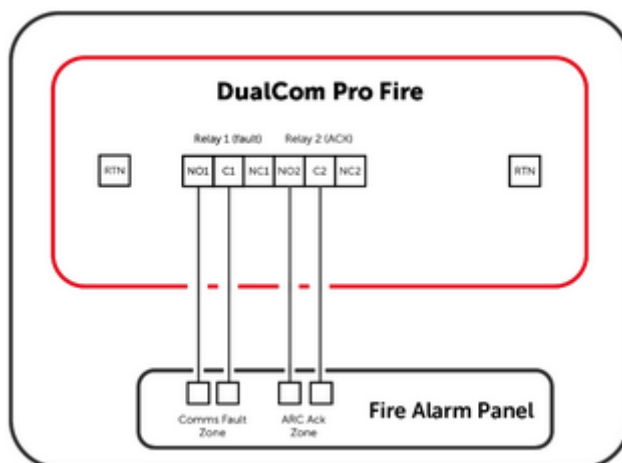 DualCom Pro Fire
Relay 1 (fault) Relay 2 (ACK)
RTN NO1 C1 NC1 NO2 C2 NC2 RTN
Comms Fault Zone
ARC Ack Zone
Fire Alarm Panel